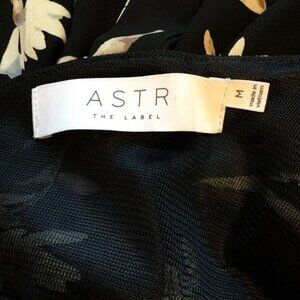 ASTR
THE LABEL
M
made in
vietnam